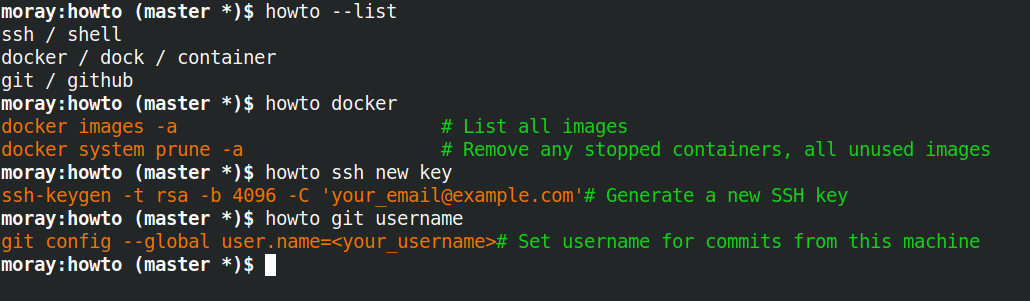 moray:howto (master *)$ howto --list
ssh / shell
docker / dock / container
git / github
moray:howto (master *)$ howto docker
docker images -a                        # List all images
docker system prune -a                  # Remove any stopped containers, all unused images
moray:howto (master *)$ howto ssh new key
ssh-keygen -t rsa -b 4096 -C 'your_email@example.com'# Generate a new SSH key
moray:howto (master *)$ howto git username
git config --global user.name=<your_username># Set username for commits from this machine
moray:howto (master *)$